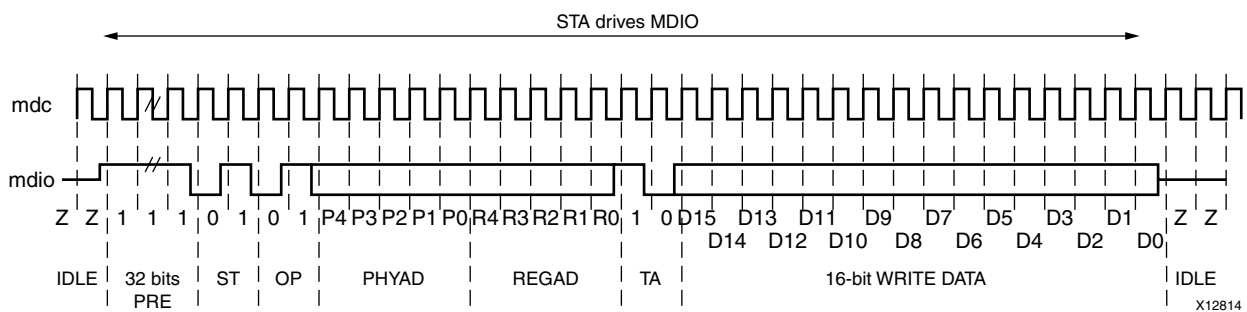 STA drives MDIO
mdc
mdio
Z Z 1 1 1 0 1 0 1 P4 P3 P2 P1 P0 R4 R3 R2 R1 R0 1 0 D15 D13 D11 D9 D7 D5 D3 D1 Z Z
D14 D12 D10 D8 D6 D4 D2 D0
IDLE 32 bits ST OP PHYAD REGAD TA 16-bit WRITE DATA IDLE
PRE
X12814